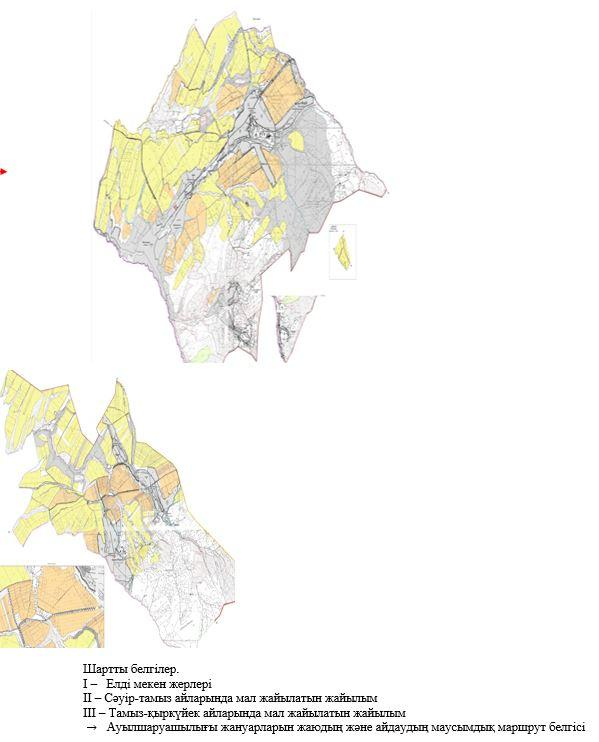 Шартты белгілер.
I – Елді мекен жерлері
II – Сәуір-тамыз айларында мал жайылатын жайылым
III – Тамыз-қыркүйек айларында мал жайылатын жайылым
→ Ауылшаруашылығы жануарларын жаюдың және айдаудың маусымдық маршрут белгісі